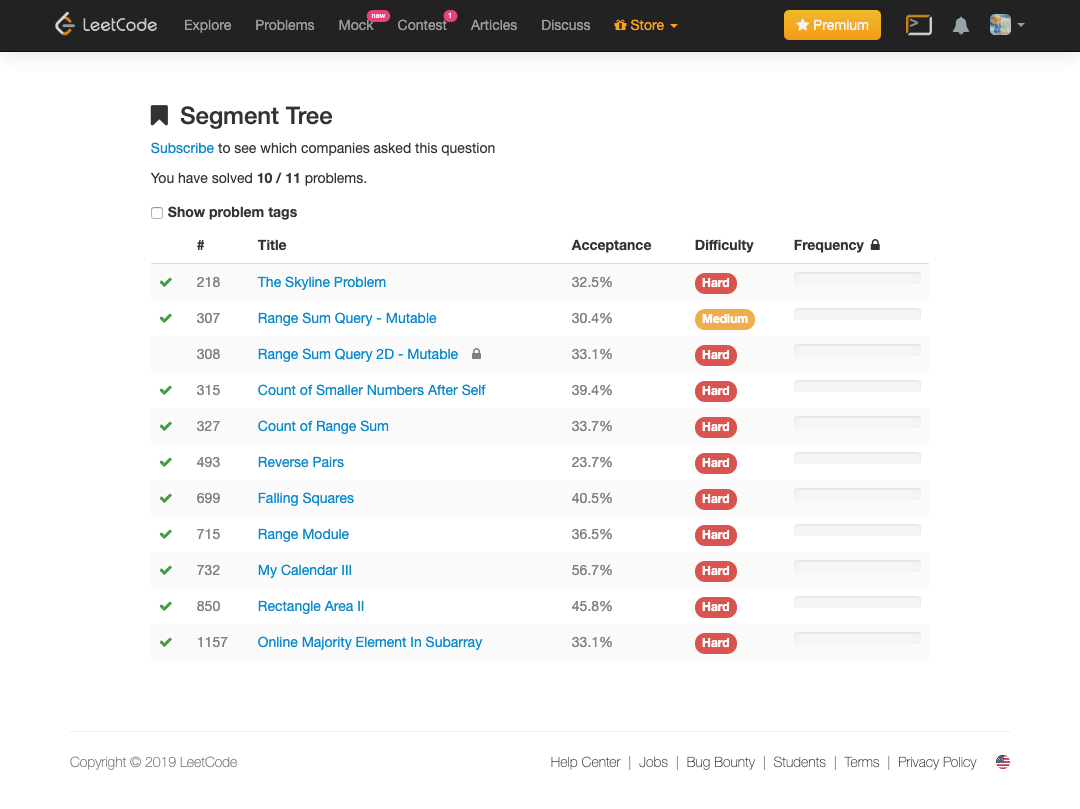 LeetCode Explore Problems Mock new Contest 1 Articles Discuss Store Premium
Segment Tree
Subscribe to see which companies asked this question
You have solved 10 / 11 problems.
Show problem tags
# Title Acceptance Difficulty Frequency
218 The Skyline Problem 32.5% Hard
307 Range Sum Query - Mutable 30.4% Medium
308 Range Sum Query 2D - Mutable 33.1% Hard
315 Count of Smaller Numbers After Self 39.4% Hard
327 Count of Range Sum 33.7% Hard
493 Reverse Pairs 23.7% Hard
699 Falling Squares 40.5% Hard
715 Range Module 36.5% Hard
732 My Calendar III 56.7% Hard
850 Rectangle Area II 45.8% Hard
1157 Online Majority Element In Subarray 33.1% Hard
Copyright © 2019 LeetCode Help Center | Jobs | Bug Bounty | Students | Terms | Privacy Policy